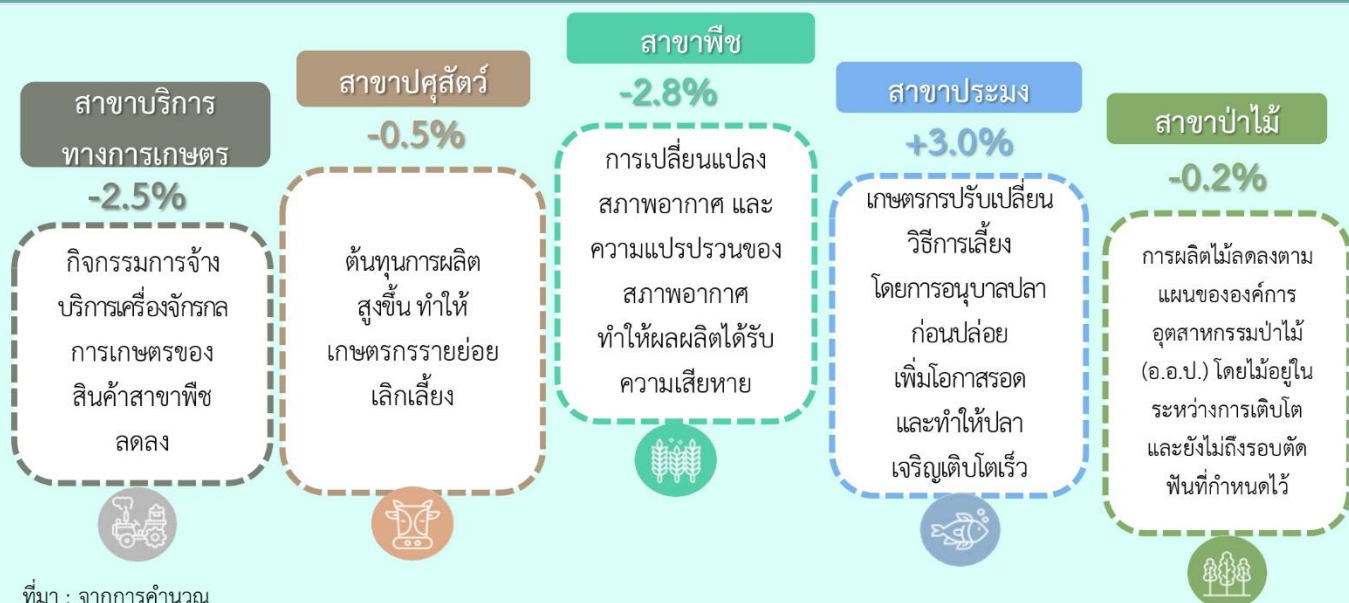 สาขาบริการ
ทางการเกษตร
-2.5%
กิจกรรมการจ้าง
บริการเครื่องจักรกล
การเกษตรของ
สินค้าสาขาพืช
ลดลง
สาขาปศุสัตว์
-0.5%
ต้นทุนการผลิต
สูงขึ้น ทำให้
เกษตรกรรายย่อย
เลิกเลี้ยง
สาขาพืช
-2.8%
การเปลี่ยนแปลง
สภาพอากาศ และ
ความแปรปรวนของ
สภาพอากาศ
ทำให้ผลผลิตได้รับ
ความเสียหาย
สาขาประมง
+3.0%
เกษตรกรปรับเปลี่ยน
วิธีการเลี้ยง
โดยการอนุบาลปลา
ก่อนปล่อย
เพิ่มโอกาสรอด
และทำให้ปลา
เจริญเติบโตเร็ว
สาขาป่าไม้
-0.2%
การผลิตไม้ลดลงตาม
แผนขององค์การ
อุตสาหกรรมป่าไม้
(อ.อ.ป.) โดยไม้อยู่ใน
ระหว่างการเติบโต
และยังไม่ถึงรอบตัด
ฟันที่กำหนดไว้
ที่มา : จากการคำนวณ